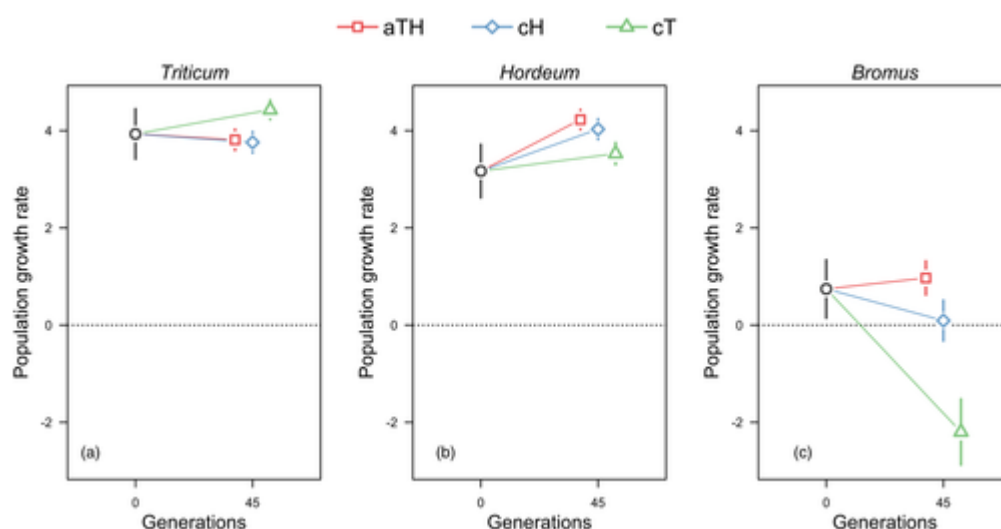 aTH cH cT
Triticum Hordeum Bromus
Population growth rate Population growth rate Population growth rate
4 4 4
2 2 2
0 0 0
-2 -2 -2
(a) (b) (c)
0 45 0 45 0 45
Generations Generations Generations